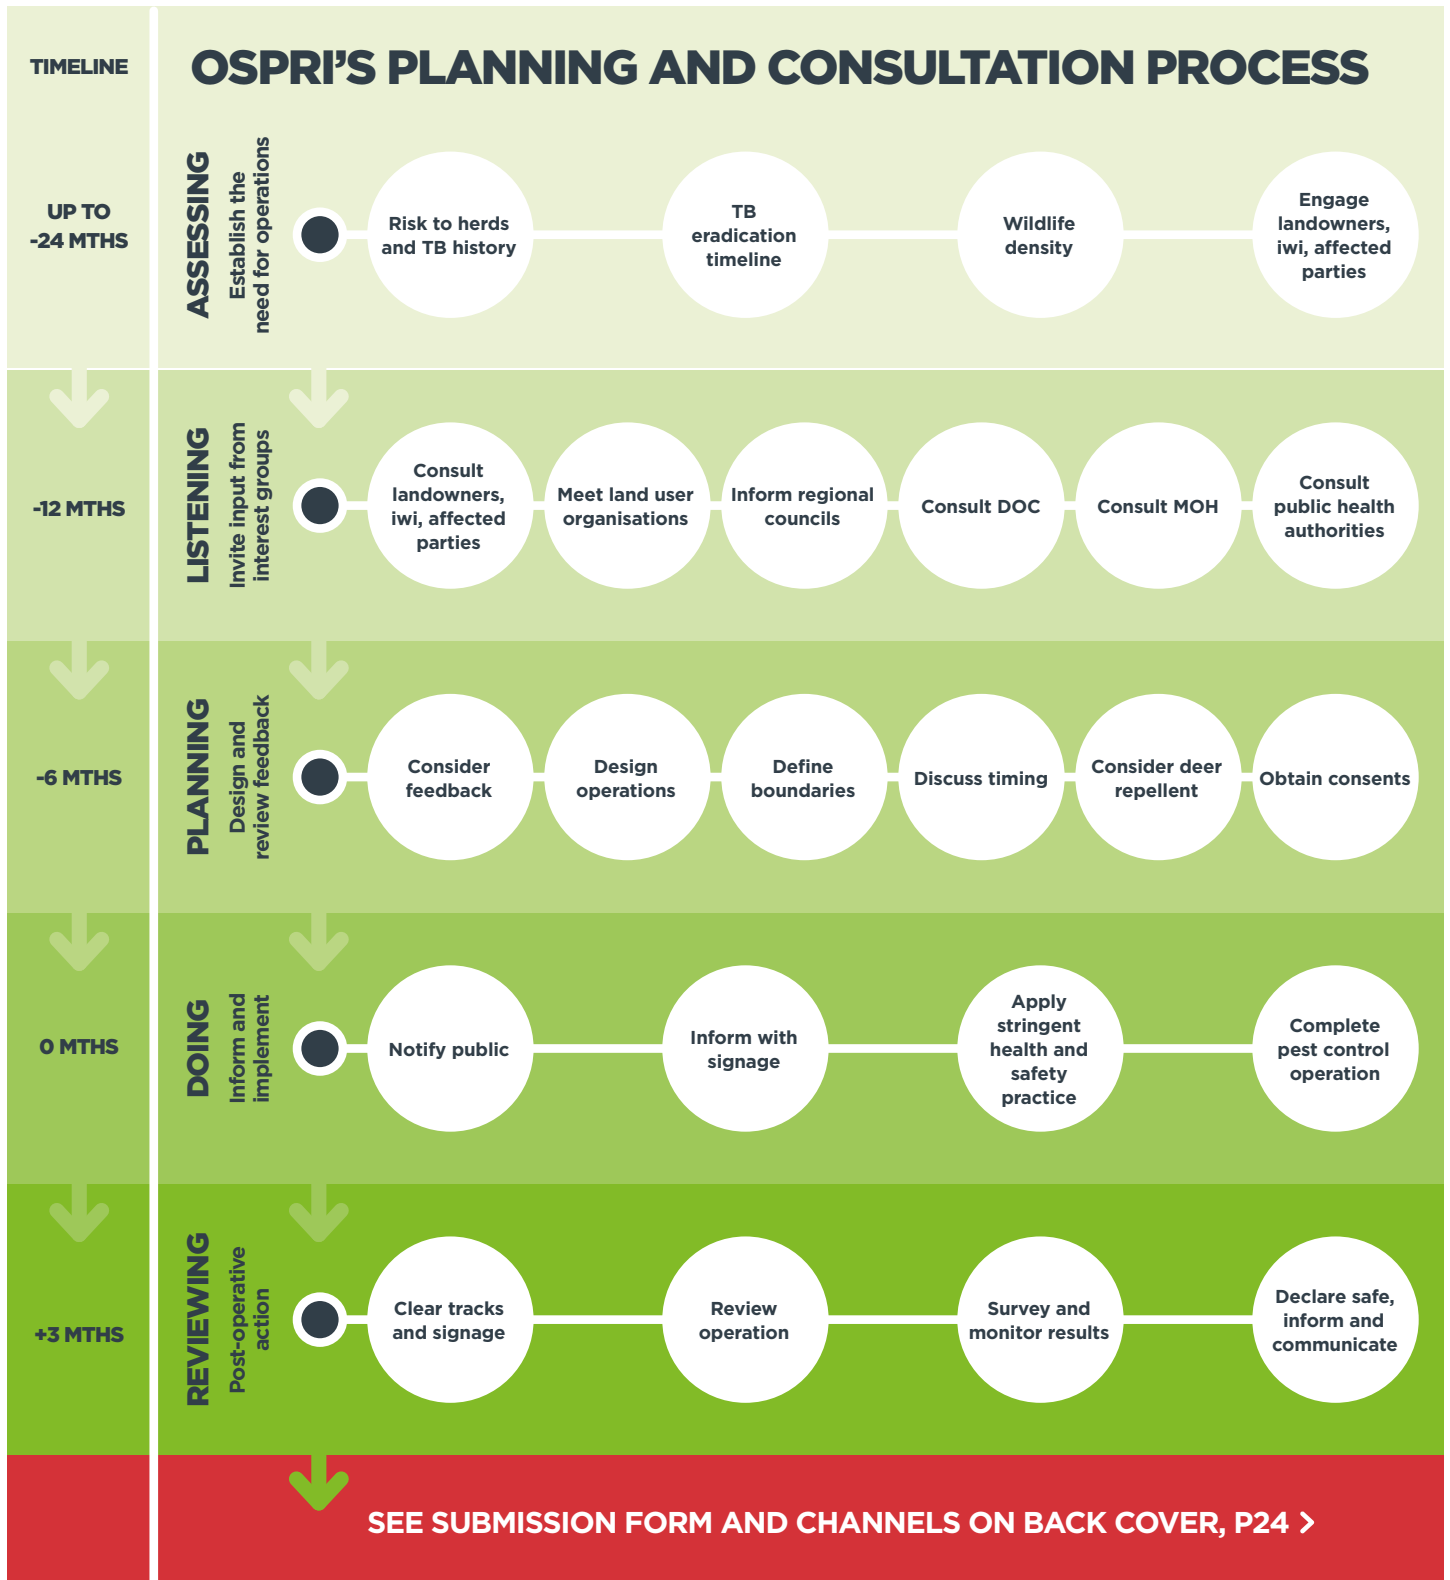 TIMELINE
OSPRI'S PLANNING AND CONSULTATION PROCESS
UP TO
-24 MTHS
ASSESSING
Establish the
need for operations
Risk to herds
and TB history
TB
eradication
timeline
Wildlife
density
Engage
landowners,
iwi, affected
parties
-12 MTHS
LISTENING
Invite input from
interest groups
Consult
landowners,
iwi, affected
parties
Meet land user
organisations
Inform regional
councils
Consult DOC
Consult MOH
Consult
public health
authorities
-6 MTHS
PLANNING
Design and
review feedback
Consider
feedback
Design
operations
Define
boundaries
Discuss timing
Consider deer
repellent
Obtain consents
0 MTHS
DOING
Inform and
implement
Notify public
Inform with
signage
Apply
stringent
health and
safety
practice
Complete
pest control
operation
+3 MTHS
REVIEWING
Post-operative
action
Clear tracks
and signage
Review
operation
Survey and
monitor results
Declare safe,
inform and
communicate
SEE SUBMISSION FORM AND CHANNELS ON BACK COVER, P24 >